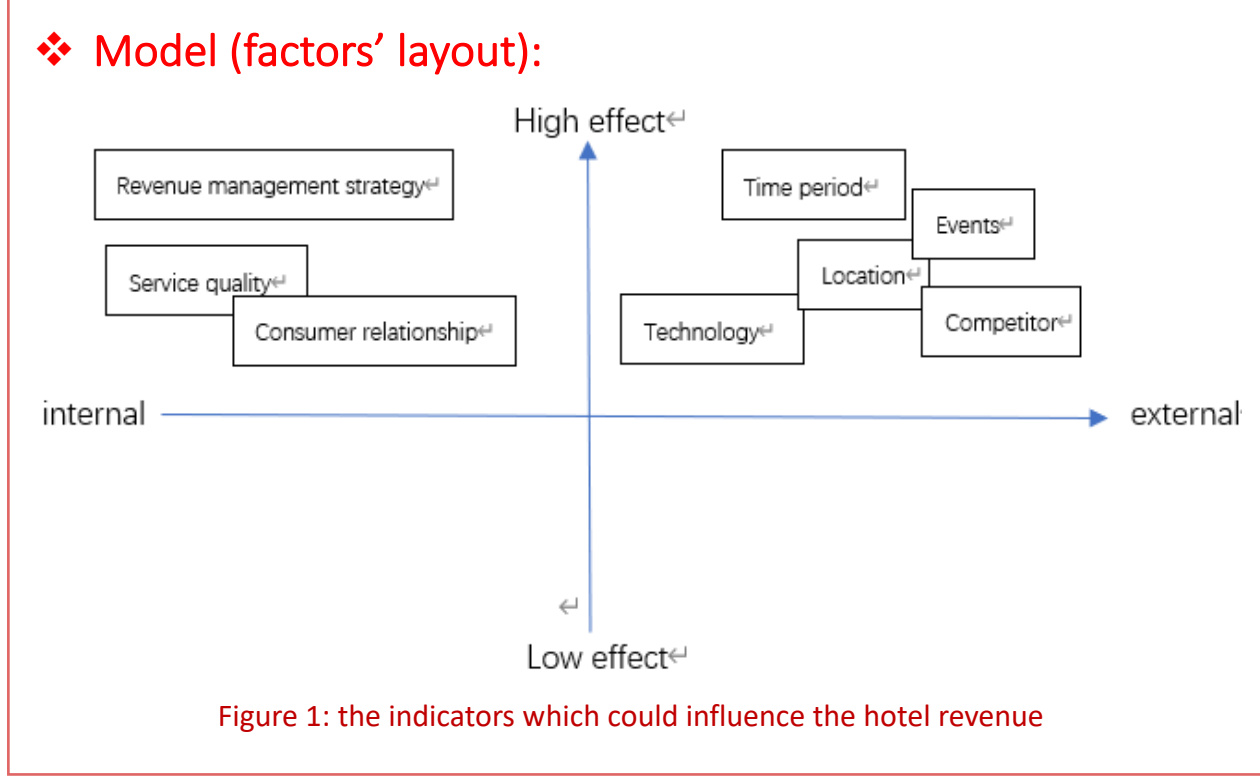 ❖ Model (factors’ layout):
High effect↵
Revenue management strategy↵
Time period↵
Events↵
Service quality↵
Location↵
Consumer relationship↵
Technology↵
Competitor↵
internal
external
↵
Low effect↵
Figure 1: the indicators which could influence the hotel revenue